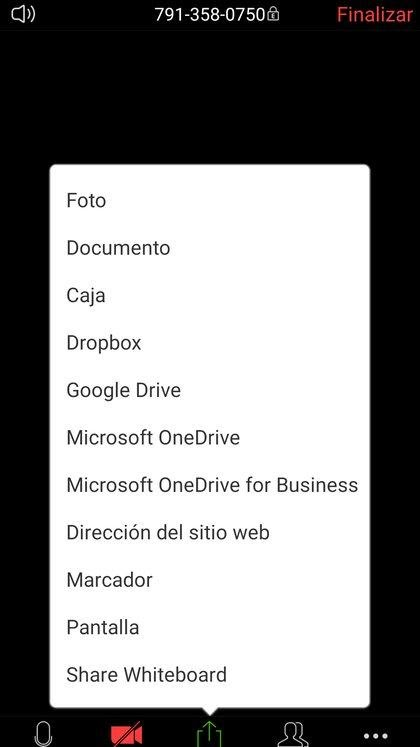 791-358-0750
Finalizar
Foto
Documento
Caja
Dropbox
Google Drive
Microsoft OneDrive
Microsoft OneDrive for Business
Dirección del sitio web
Marcador
Pantalla
Share Whiteboard